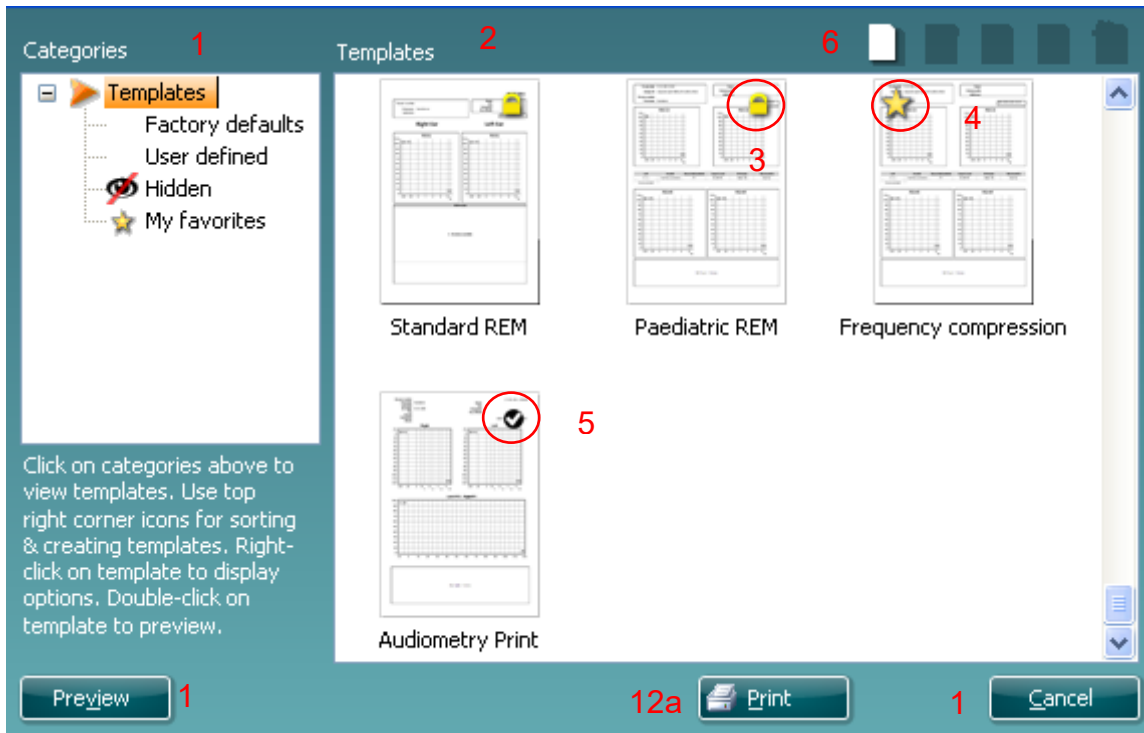 Categories 1
Templates 2
6
Templates
Factory defaults
User defined
Hidden
My favorites
3
4
Standard REM
Paediatric REM
Frequency compression
5
Click on categories above to
view templates. Use top
right corner icons for sorting
& creating templates. Right-
click on template to display
options. Double-click on
template to preview.
Audiometry Print
Preview 1
12a Print
1 Cancel